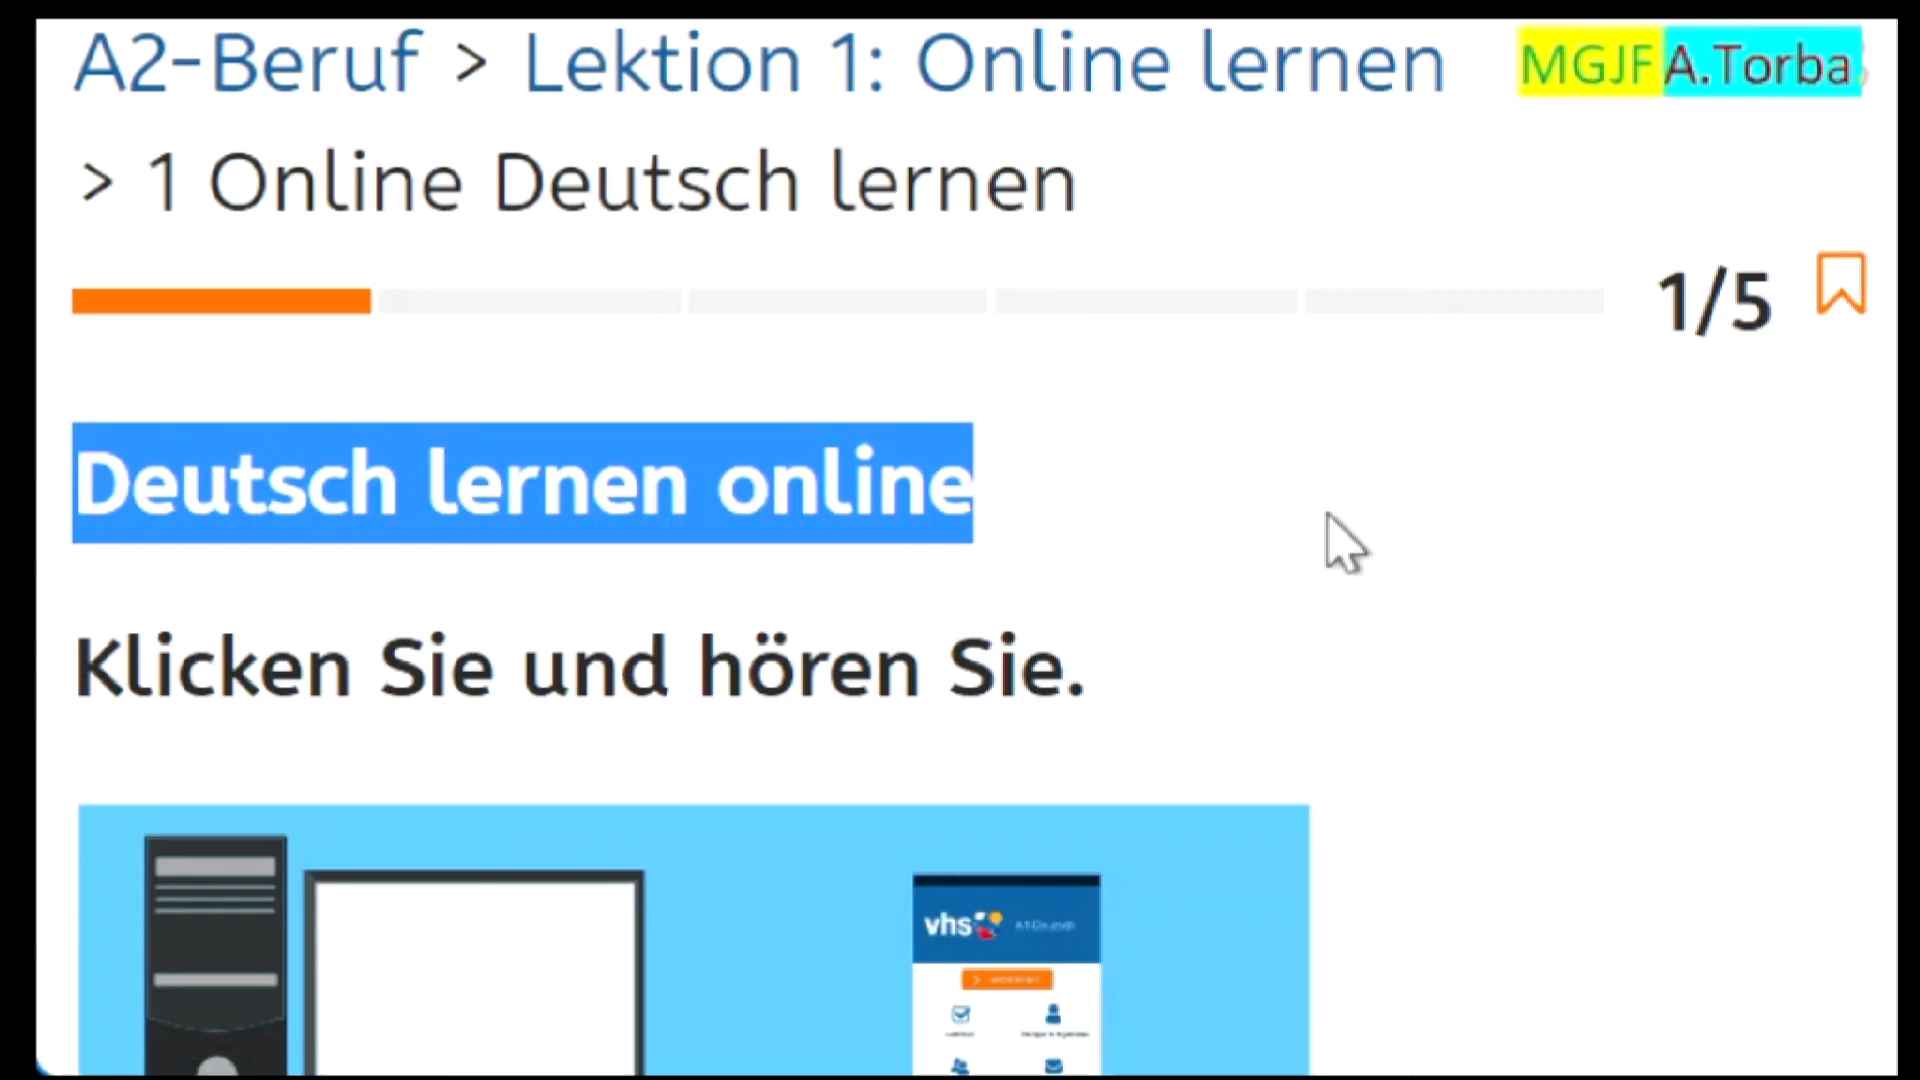 A2-Beruf > Lektion 1: Online lernen
MGJF A.Torba
> 1 Online Deutsch lernen
1/5
Deutsch lernen online
Klicken Sie und hören Sie.
vhs